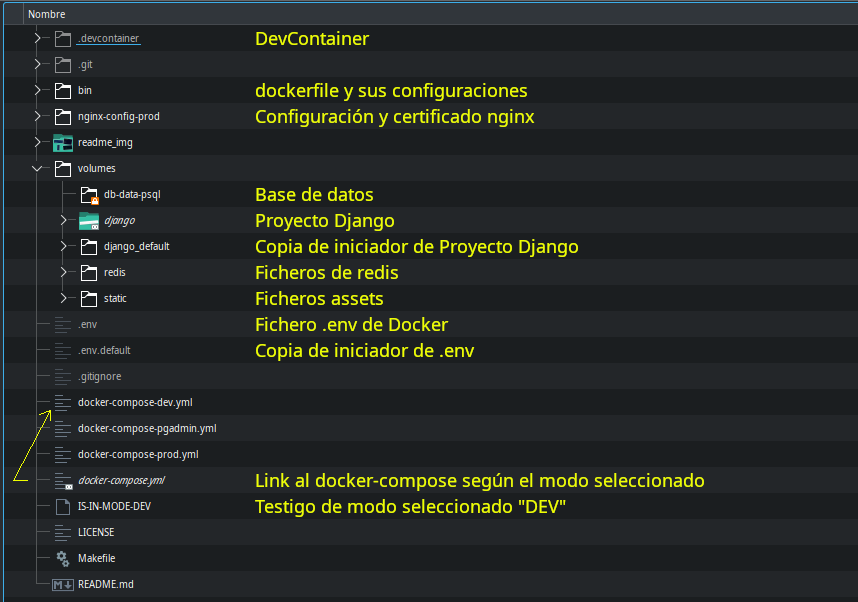 Nombre
.devcontainer DevContainer
.git
bin dockerfile y sus configuraciones
nginx-config-prod Configuración y certificado nginx
readme_img
volumes
db-data-psql Base de datos
django Proyecto Django
django_default Copia de iniciador de Proyecto Django
redis Ficheros de redis
static Ficheros assets
.env Fichero .env de Docker
.env.default Copia de iniciador de .env
.gitignore
docker-compose-dev.yml
docker-compose-pgadmin.yml
docker-compose-prod.yml
docker-compose.yml Link al docker-compose según el modo seleccionado
IS-IN-MODE-DEV Testigo de modo seleccionado "DEV"
LICENSE
Makefile
README.md